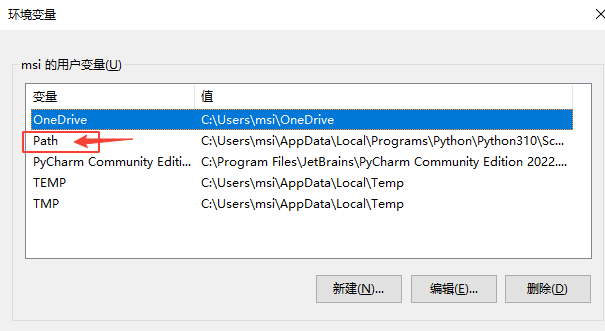 环境变量
msi 的用户变量(U)
变量 值
OneDrive C:\Users\msi\OneDrive
Path C:\Users\msi\AppData\Local\Programs\Python\Python310\Sc...
PyCharm Community Editi... C:\Program Files\JetBrains\PyCharm Community Edition 2022....
TEMP C:\Users\msi\AppData\Local\Temp
TMP C:\Users\msi\AppData\Local\Temp
新建(N)... 编辑(E)... 删除(D)